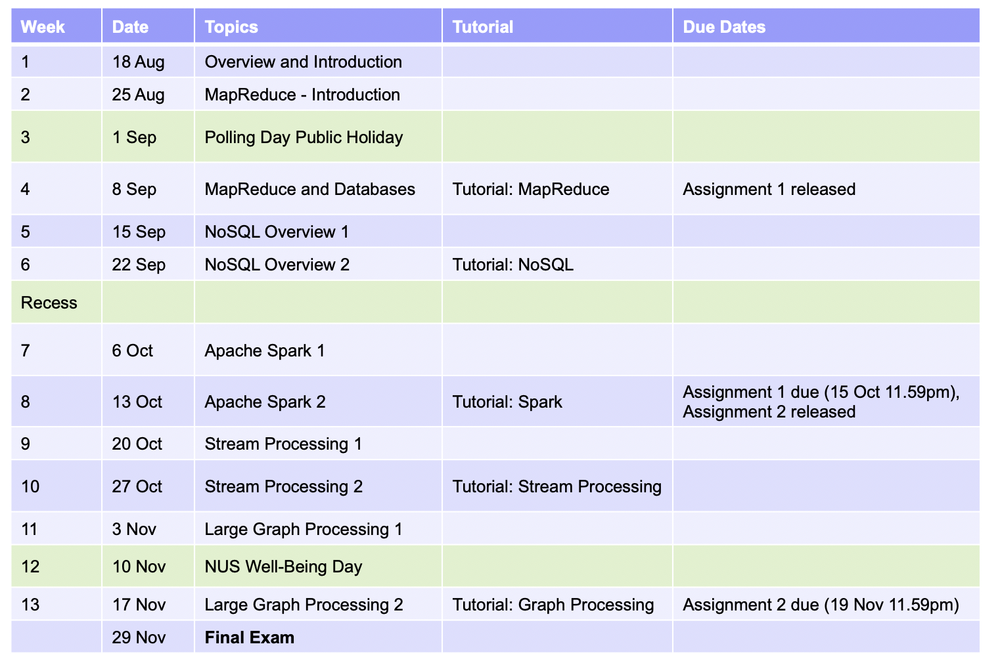 Week Date Topics Tutorial Due Dates
1 18 Aug Overview and Introduction
2 25 Aug MapReduce - Introduction
3 1 Sep Polling Day Public Holiday
4 8 Sep MapReduce and Databases Tutorial: MapReduce Assignment 1 released
5 15 Sep NoSQL Overview 1
6 22 Sep NoSQL Overview 2 Tutorial: NoSQL
Recess
7 6 Oct Apache Spark 1
8 13 Oct Apache Spark 2 Tutorial: Spark Assignment 1 due (15 Oct 11.59pm),
Assignment 2 released
9 20 Oct Stream Processing 1
10 27 Oct Stream Processing 2 Tutorial: Stream Processing
11 3 Nov Large Graph Processing 1
12 10 Nov NUS Well-Being Day
13 17 Nov Large Graph Processing 2 Tutorial: Graph Processing Assignment 2 due (19 Nov 11.59pm)
29 Nov Final Exam